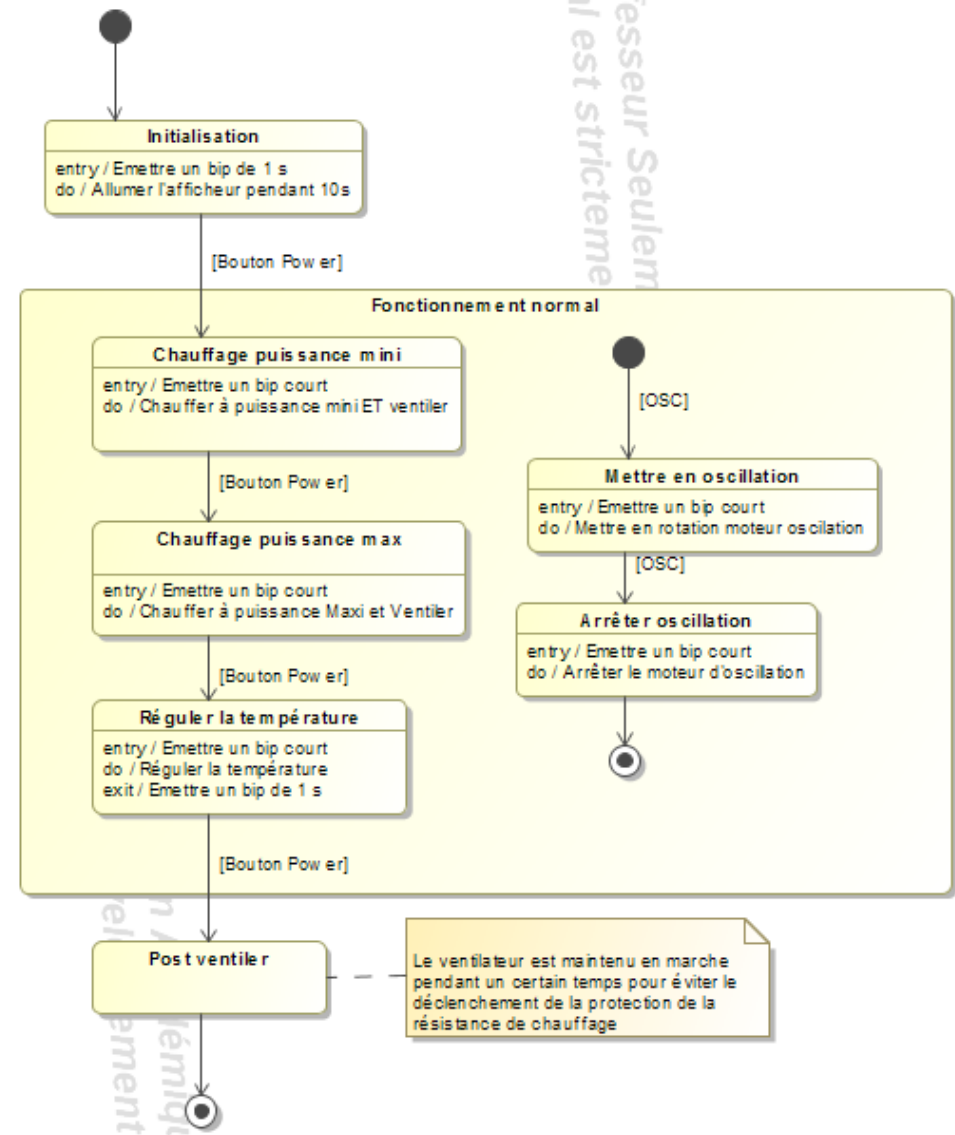 Initialisation
entry / Emettre un bip de 1 s
do / Allumer l'afficheur pendant 10s
[Bouton Power]
Fonctionnement normal
Chauffage puissance mini
entry / Emettre un bip court
do / Chauffer à puissance mini ET ventiler
[Bouton Power]
Chauffage puissance max
entry / Emettre un bip court
do / Chauffer à puissance Maxi et Ventiler
[Bouton Power]
Réguler la température
entry / Emettre un bip court
do / Réguler la température
exit / Emettre un bip de 1 s
[Bouton Power]
[OSC]
Mettre en oscillation
entry / Emettre un bip court
do / Mettre en rotation moteur oscilation
[OSC]
Arrêter oscillation
entry / Emettre un bip court
do / Arrêter le moteur d'oscillation
Post ventiler
Le ventilateur est maintenu en marche
pendant un certain temps pour éviter le
déclenchement de la protection de la
résistance de chauffage